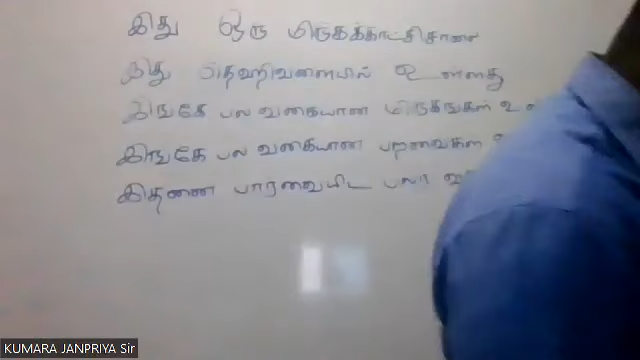 இது ஒரு மிருகக்காட்சிசாலை
இது தெஹிவளையில் உள்ளது
இங்கே பல வகையான மிருகங்கள் உ
இங்கே பல வகையான பறவைகள்
இதணை பார்வையிட பலர் வ
KUMARA JANPRIYA Sir